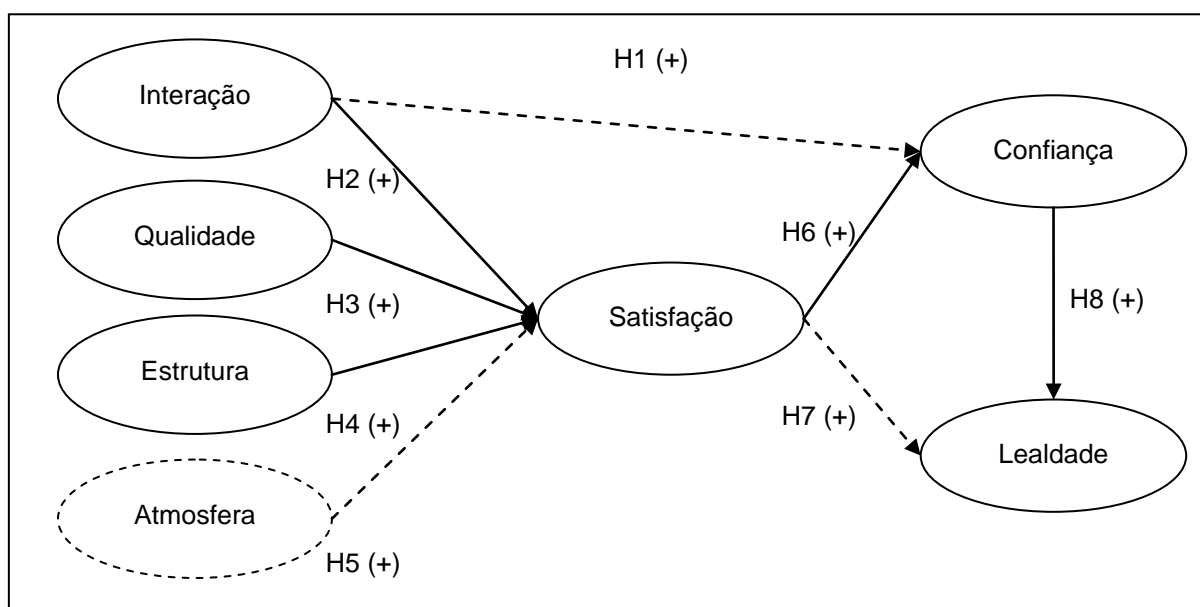 H1 (+)
Interação
Confiança
H2 (+)
Qualidade
H6 (+)
H3 (+)
Satisfação
H8 (+)
Estrutura
H4 (+)
H7 (+)
Lealdade
Atmosfera
H5 (+)